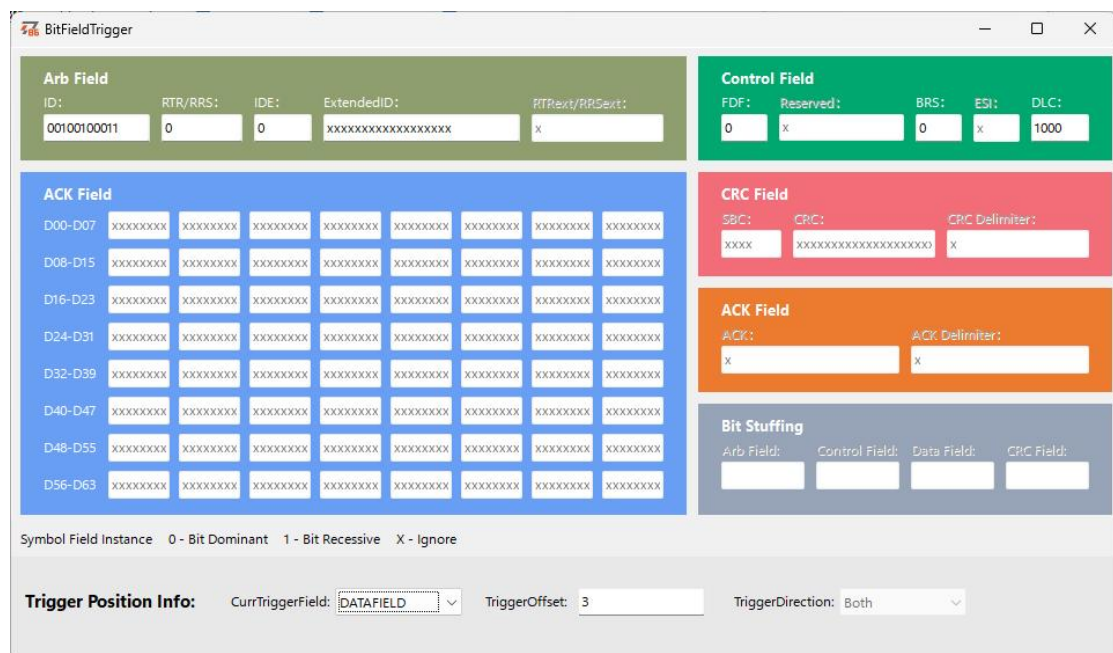 BitFieldTrigger
Arb Field
ID: RTR/RRS: IDE: ExtendedID: RTRext/RRSext:
00100100011 0 0 xxxxxxxxxxxxxxxxxx x
Control Field
FDF: Reserved: BRS: ESI: DLC:
0 x 0 x 1000
ACK Field
D00-D07 xxxxxxxx xxxxxxxx xxxxxxxx xxxxxxxx xxxxxxxx xxxxxxxx xxxxxxxx xxxxxxxx
D08-D15 xxxxxxxx xxxxxxxx xxxxxxxx xxxxxxxx xxxxxxxx xxxxxxxx xxxxxxxx xxxxxxxx
D16-D23 xxxxxxxx xxxxxxxx xxxxxxxx xxxxxxxx xxxxxxxx xxxxxxxx xxxxxxxx xxxxxxxx
D24-D31 xxxxxxxx xxxxxxxx xxxxxxxx xxxxxxxx xxxxxxxx xxxxxxxx xxxxxxxx xxxxxxxx
D32-D39 xxxxxxxx xxxxxxxx xxxxxxxx xxxxxxxx xxxxxxxx xxxxxxxx xxxxxxxx xxxxxxxx
D40-D47 xxxxxxxx xxxxxxxx xxxxxxxx xxxxxxxx xxxxxxxx xxxxxxxx xxxxxxxx xxxxxxxx
D48-D55 xxxxxxxx xxxxxxxx xxxxxxxx xxxxxxxx xxxxxxxx xxxxxxxx xxxxxxxx xxxxxxxx
D56-D63 xxxxxxxx xxxxxxxx xxxxxxxx xxxxxxxx xxxxxxxx xxxxxxxx xxxxxxxx xxxxxxxx
CRC Field
SBC: CRC: CRC Delimiter:
xxxx xxxxxxxxxxxxxxxxxxxx x
ACK Field
ACK: ACK Delimiter:
x x
Bit Stuffing
Arb Field: Control Field: Data Field: CRC Field:
Symbol Field Instance 0 - Bit Dominant 1 - Bit Recessive X - Ignore
Trigger Position Info: CurrTriggerField: DATAFIELD TriggerOffset: 3 TriggerDirection: Both